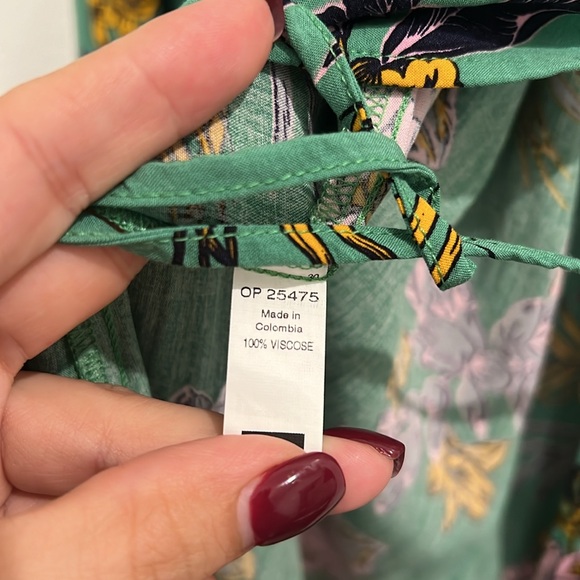 OP 25475
Made in
Colombia
100% VISCOSE